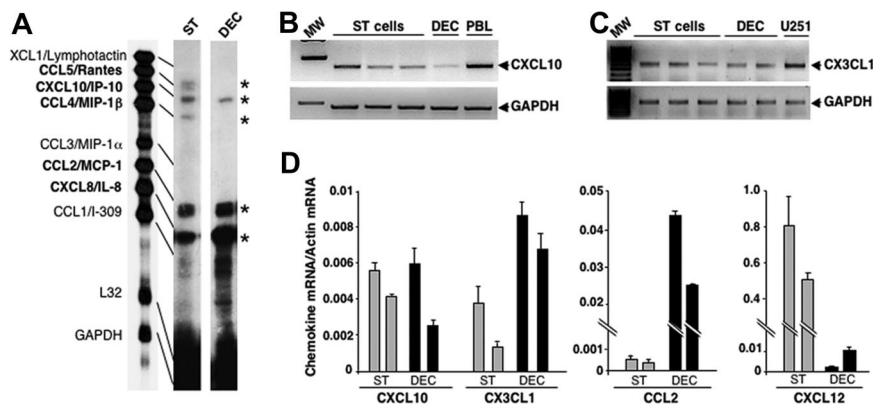 A
ST
DEC
XCL1/Lymphotactin
CCL5/Rantes
CXCL10/IP-10
CCL4/MIP-1β
CCL3/MIP-1α
CCL2/MCP-1
CXCL8/IL-8
CCL1/I-309
L32
GAPDH
*
*
*
*
*
B
MW
ST cells
DEC
PBL
CXCL10
GAPDH
C
MW
ST cells
DEC
U251
CX3CL1
GAPDH
D
Chemokine mRNA/Actin mRNA
0.01
0.008
0.006
0.004
0.002
0
ST DEC ST DEC
CXCL10 CX3CL1
0.05
0.04
0.03
0.02
0.001
0
ST DEC
CCL2
1.0
0.8
0.6
0.4
0.2
0.01
0
ST DEC
CXCL12